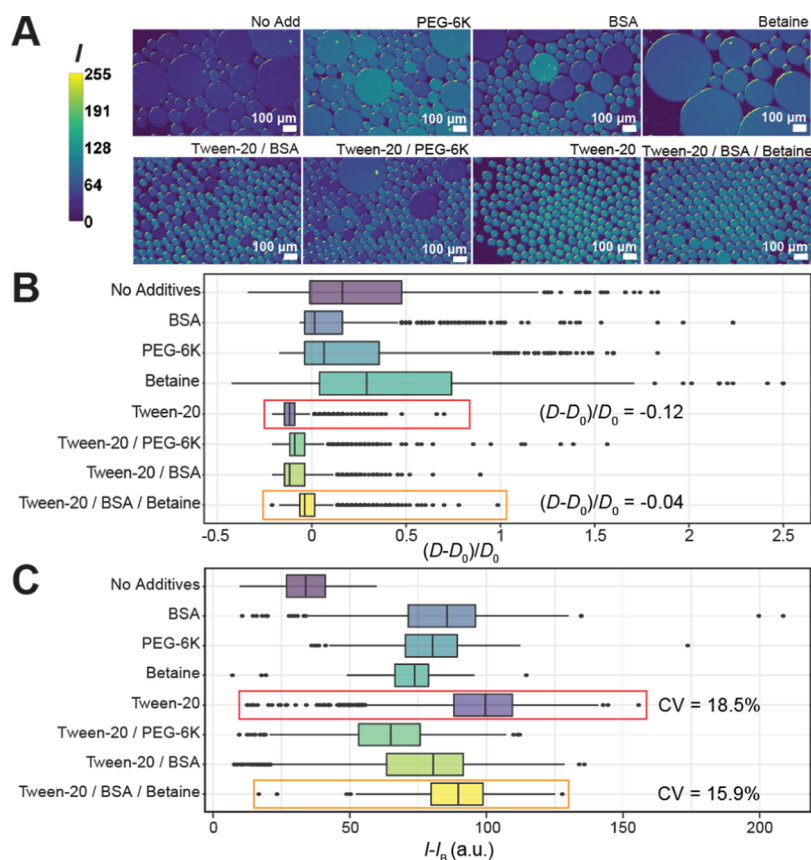 A
I
255
191
128
64
0
No Add
PEG-6K
BSA
Betaine
100 µm
100 µm
100 µm
100 µm
Tween-20 / BSA
Tween-20 / PEG-6K
Tween-20
Tween-20 / BSA / Betaine
100 µm
100 µm
100 µm
100 µm
B
No Additives
BSA
PEG-6K
Betaine
Tween-20
(D-D₀)/D₀ = -0.12
Tween-20 / PEG-6K
Tween-20 / BSA
Tween-20 / BSA / Betaine
(D-D₀)/D₀ = -0.04
-0.5
0
0.5
1
1.5
2
2.5
(D-D₀)/D₀
C
No Additives
BSA
PEG-6K
Betaine
Tween-20
CV = 18.5%
Tween-20 / PEG-6K
Tween-20 / BSA
Tween-20 / BSA / Betaine
CV = 15.9%
0
50
100
150
200
I-I_B (a.u.)